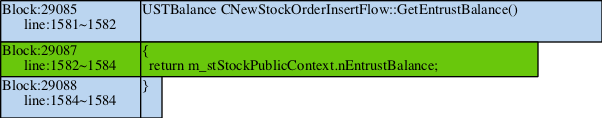 Block:29085 USTBalance CNewStockOrderInsertFlow::GetEntrustBalance()
line:1581~1582
Block:29087 {
line:1582~1584 return m_stStockPublicContext.nEntrustBalance;
Block:29088 }
line:1584~1584